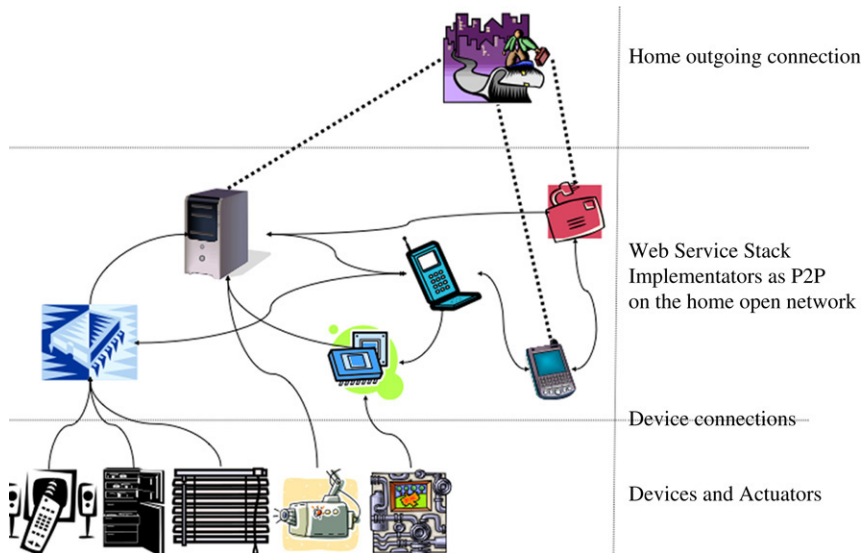 Home outgoing connection
Web Service Stack
Implementators as P2P
on the home open network
Device connections
Devices and Actuators